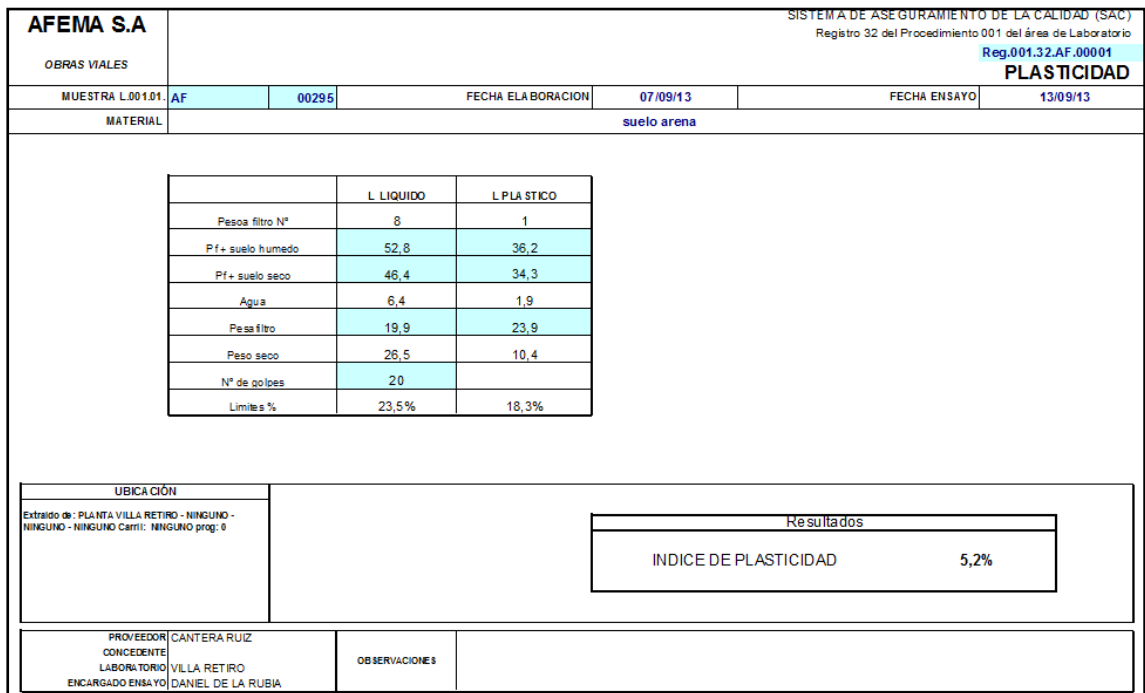 AFEMA S.A
OBRAS VIALES
SISTEMA DE ASEGURAMIENTO DE LA CALIDAD (SAC)
Registro 32 del Procedimiento 001 del área de Laboratorio
Reg.001.32.AF.00001
PLASTICIDAD
MUESTRA L.001.01. AF 00295 FECHA ELABORACION 07/09/13 FECHA ENSAYO 13/09/13
MATERIAL suelo arena
L LIQUIDO L PLASTICO
Pesoa filtro Nº 8 1
Pf+ suelo humedo 52,8 36,2
Pf+ suelo seco 46,4 34,3
Agua 6,4 1,9
Pesafiltro 19,9 23,9
Peso seco 26,5 10,4
Nº de golpes 20
Limites % 23,5% 18,3%
UBICACIÓN
Extraido de: PLANTA VILLA RETIRO - NINGUNO -
NINGUNO - NINGUNO Carril: NINGUNO prog: 0
Resultados
INDICE DE PLASTICIDAD 5,2%
PROVEEDOR CANTERA RUIZ
CONCEDENTE
LABORATORIO VILLA RETIRO
ENCARGADO ENSAYO DANIEL DE LA RUBIA
OBSERVACIONES